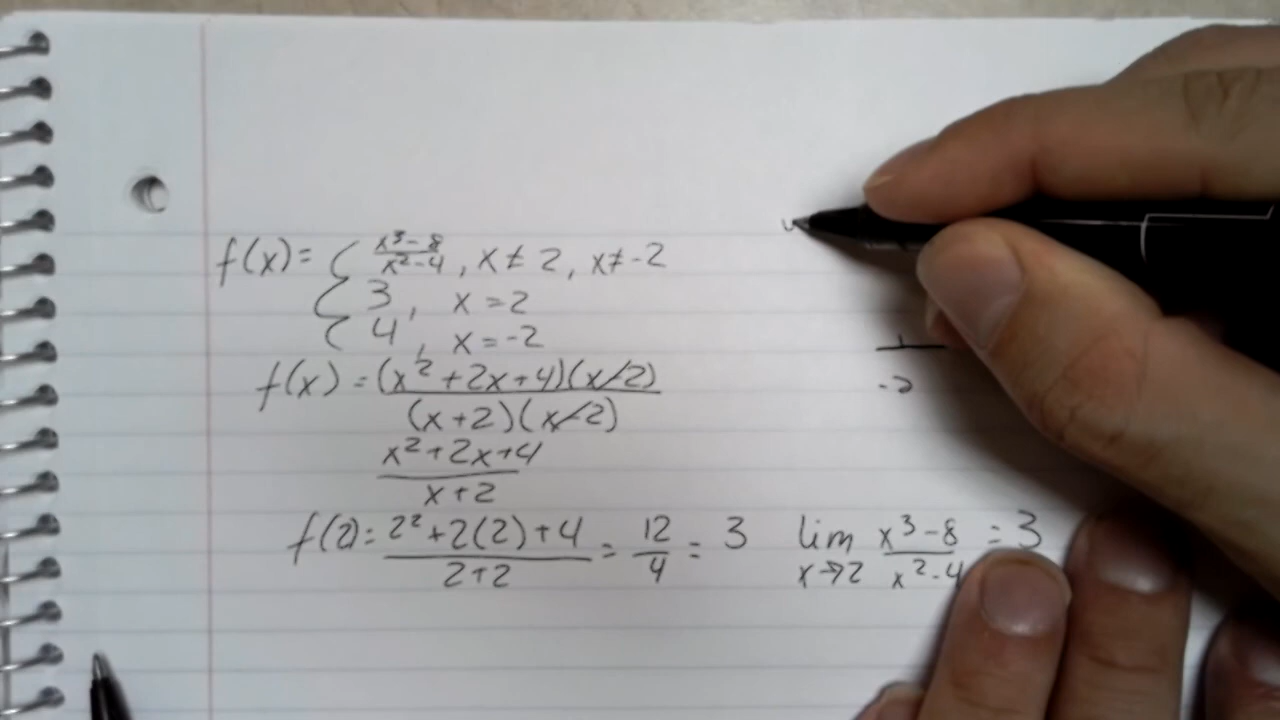 f(x) = { x³-8 / x²-4 , x ≠ 2, x ≠ -2
3 , x = 2
4 , x = -2
f(x) = (x²+2x+4)(x-2) / (x+2)(x-2)
x²+2x+4 / x+2
f(2) = 2²+2(2)+4 / 2+2 = 12/4 = 3 lim x→2 x³-8 / x²-4 = 3
-2